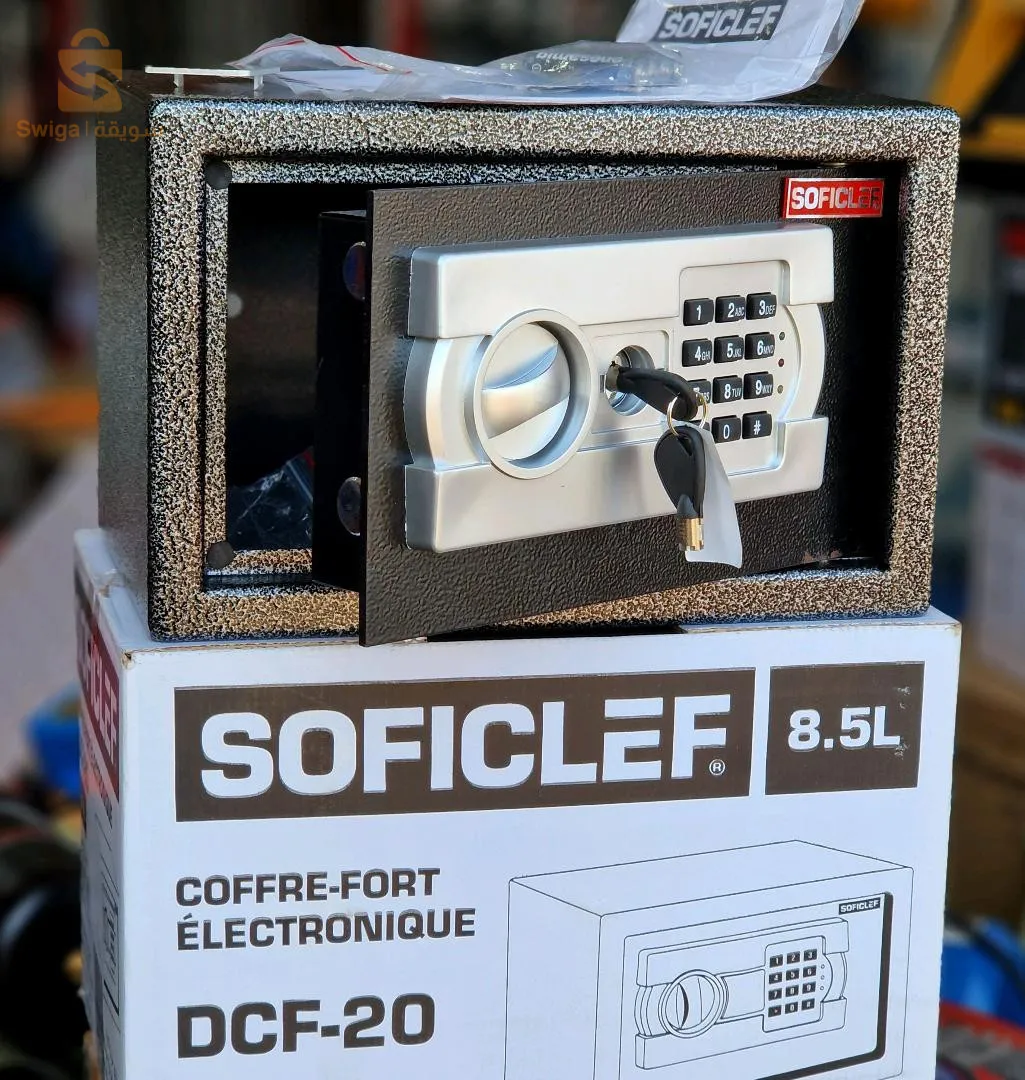 SOFICLEF
Swiga | سويقة
SOFICLEF
1 2ABC 3DEF
4GHI 5JKL 6MNO
8TUV 9WXY
0 #
SOFICLEF® 8.5L
COFFRE-FORT
ÉLECTRONIQUE
SOFICLEF
DCF-20